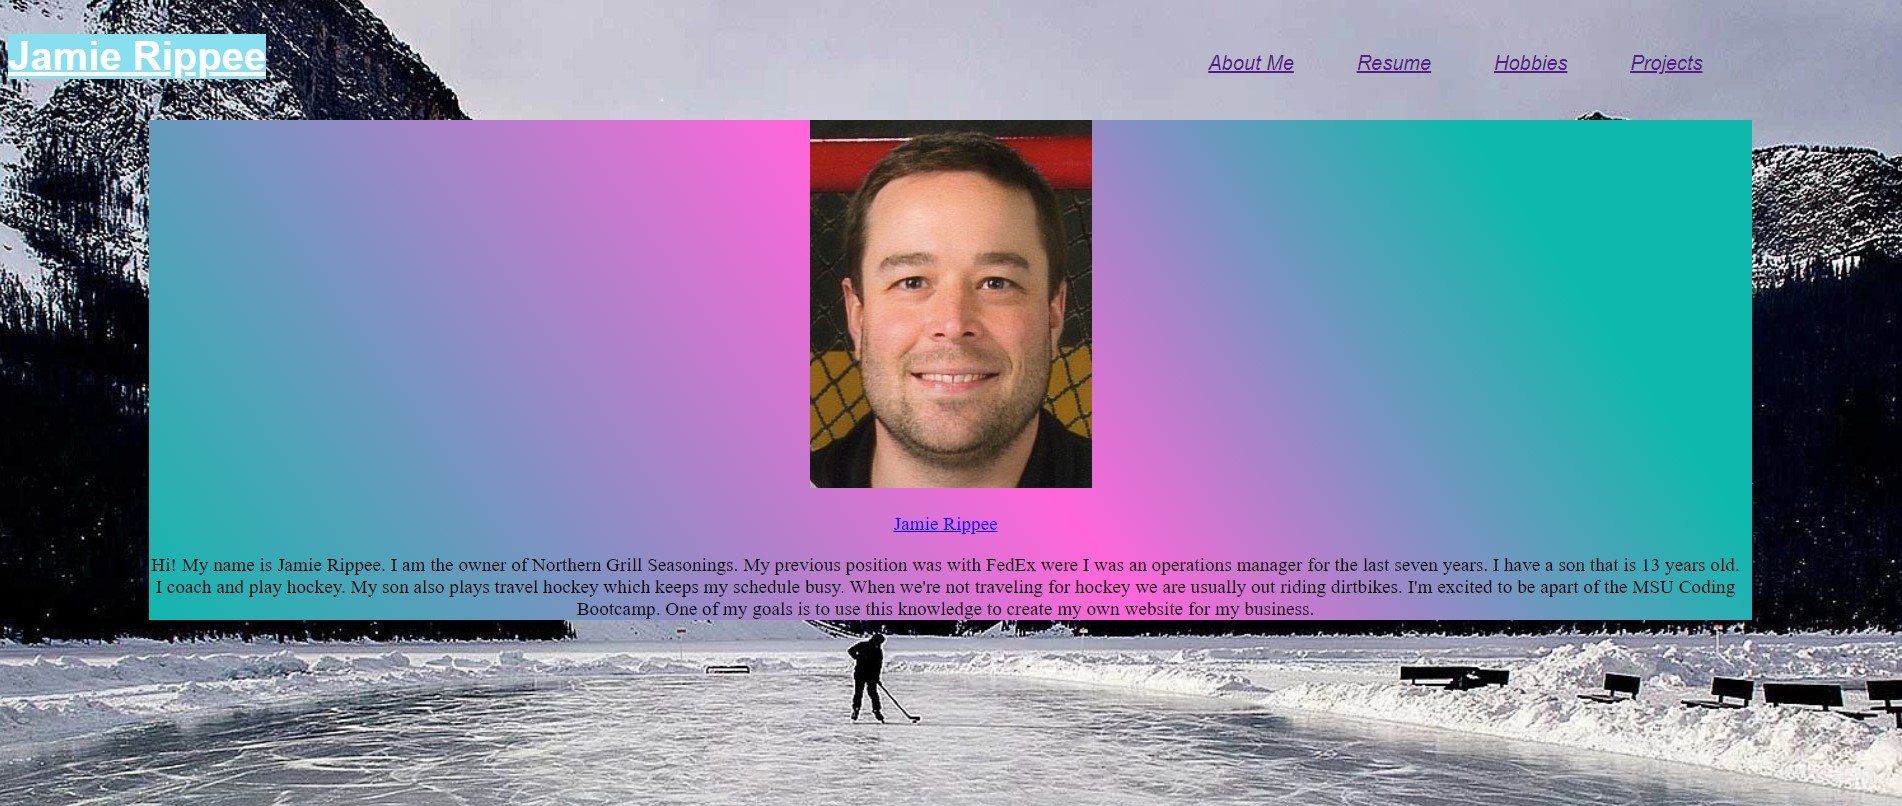 Jamie Rippee
About Me Resume Hobbies Projects
Jamie Rippee
Hi! My name is Jamie Rippee. I am the owner of Northern Grill Seasonings. My previous position was with FedEx were I was an operations manager for the last seven years. I have a son that is 13 years old.
I coach and play hockey. My son also plays travel hockey which keeps my schedule busy. When we're not traveling for hockey we are usually out riding dirtbikes. I'm excited to be apart of the MSU Coding
Bootcamp. One of my goals is to use this knowledge to create my own website for my business.